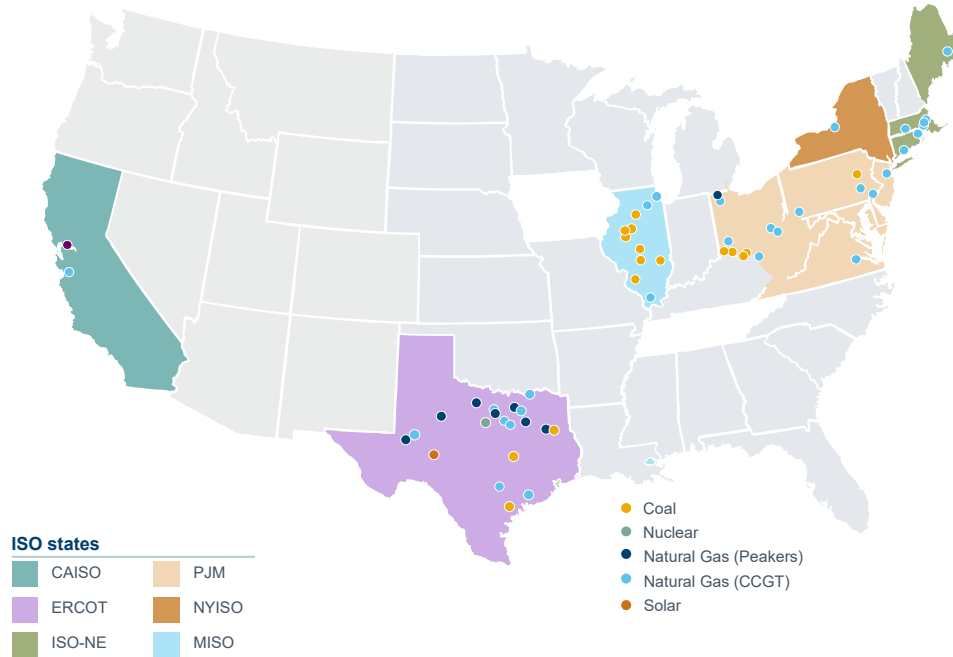 ISO states
CAISO
PJM
ERCOT
NYISO
ISO-NE
MISO
Coal
Nuclear
Natural Gas (Peakers)
Natural Gas (CCGT)
Solar